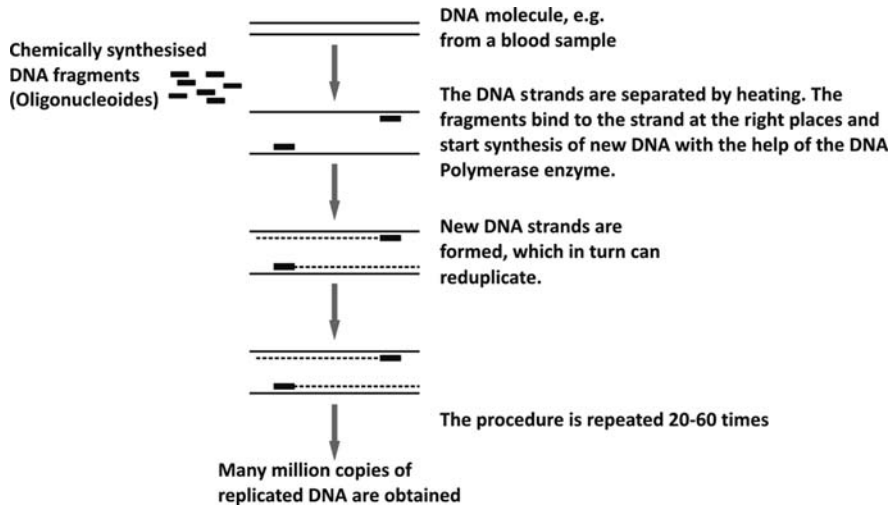 DNA molecule, e.g.
from a blood sample
Chemically synthesised
DNA fragments
(Oligonucleoides)
The DNA strands are separated by heating. The
fragments bind to the strand at the right places and
start synthesis of new DNA with the help of the DNA
Polymerase enzyme.
New DNA strands are
formed, which in turn can
reduplicate.
The procedure is repeated 20-60 times
Many million copies of
replicated DNA are obtained